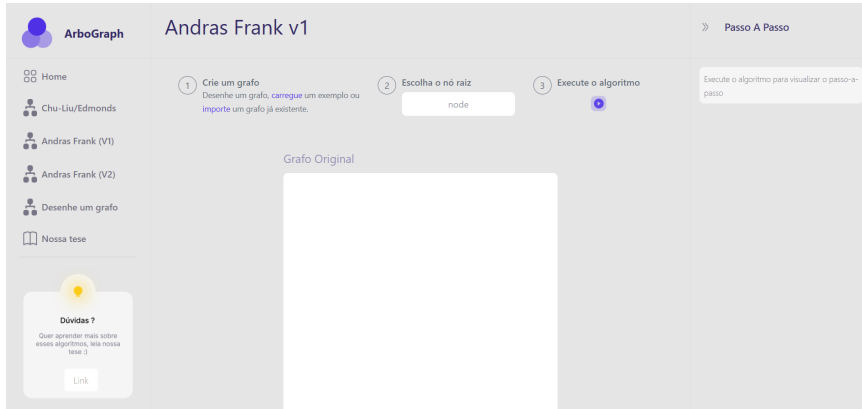 ArboGraph
Home
Chu-Liu/Edmonds
Andras Frank (V1)
Andras Frank (V2)
Desenhe um grafo
Nossa tese
Dúvidas ?
Quer aprender mais sobre
esses algoritmos, leia nossa
tese :)
Link
Andras Frank v1
1
Crie um grafo
Desenhe um grafo, carregue um exemplo ou
importe um grafo já existente.
2
Escolha o nó raiz
node
3
Execute o algoritmo
Grafo Original
Passo A Passo
Execute o algoritmo para visualizar o passo-a-
passo